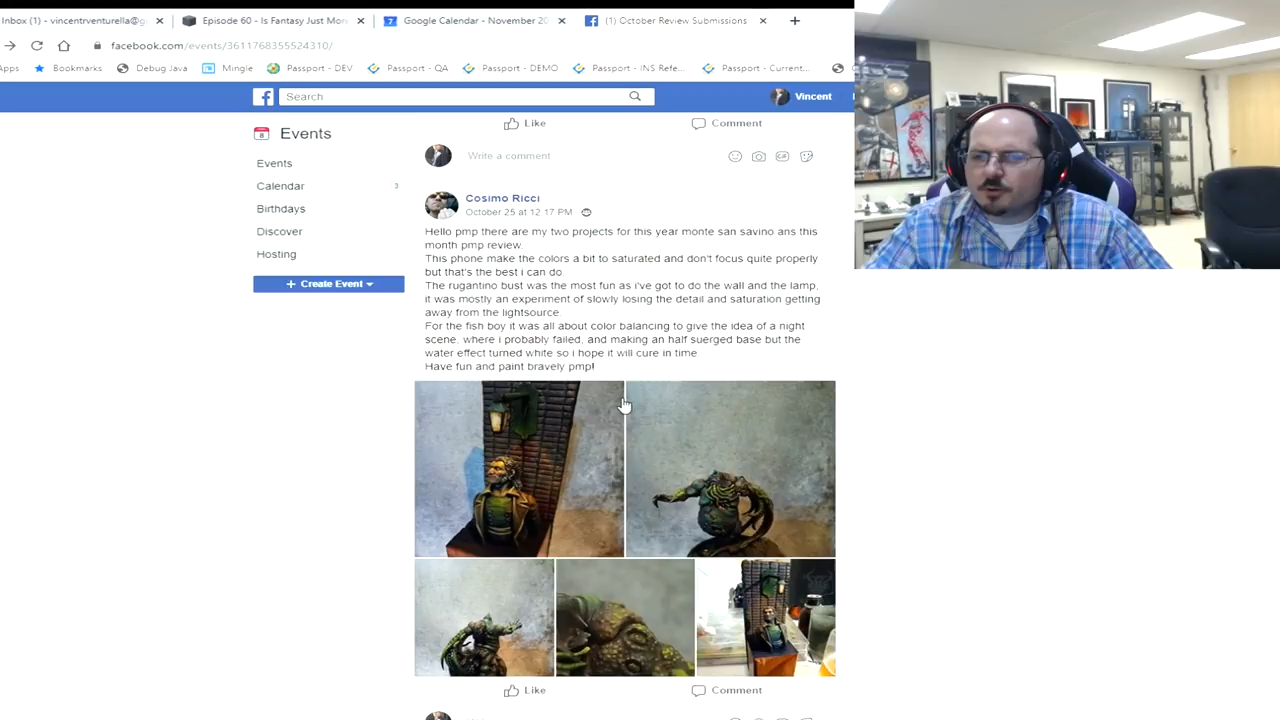 Inbox (1) - vincentrventurella@g
Episode 60 - Is Fantasy Just Mor
Google Calendar - November 20
(1) October Review Submissions
facebook.com/events/3611768355524310/
Apps
Bookmarks
Debug Java
Mingle
Passport - DEV
Passport - QA
Passport - DEMO
Passport - INS Refe...
Passport - Current...
Search
Vincent
Events
Events
Calendar
3
Birthdays
Discover
Hosting
+ Create Event
Like
Comment
Write a comment
Cosimo Ricci
October 25 at 12:17 PM
Hello pmp there are my two projects for this year monte san savino ans this
month pmp review.
This phone make the colors a bit to saturated and don't focus quite properly
but that's the best i can do.
The rugantino bust was the most fun as i've got to do the wall and the lamp,
it was mostly an experiment of slowly losing the detail and saturation getting
away from the lightsource.
For the fish boy it was all about color balancing to give the idea of a night
scene, where i probably failed, and making an half suerged base but the
water effect turned white so i hope it will cure in time.
Have fun and paint bravely pmp!
Like
Comment